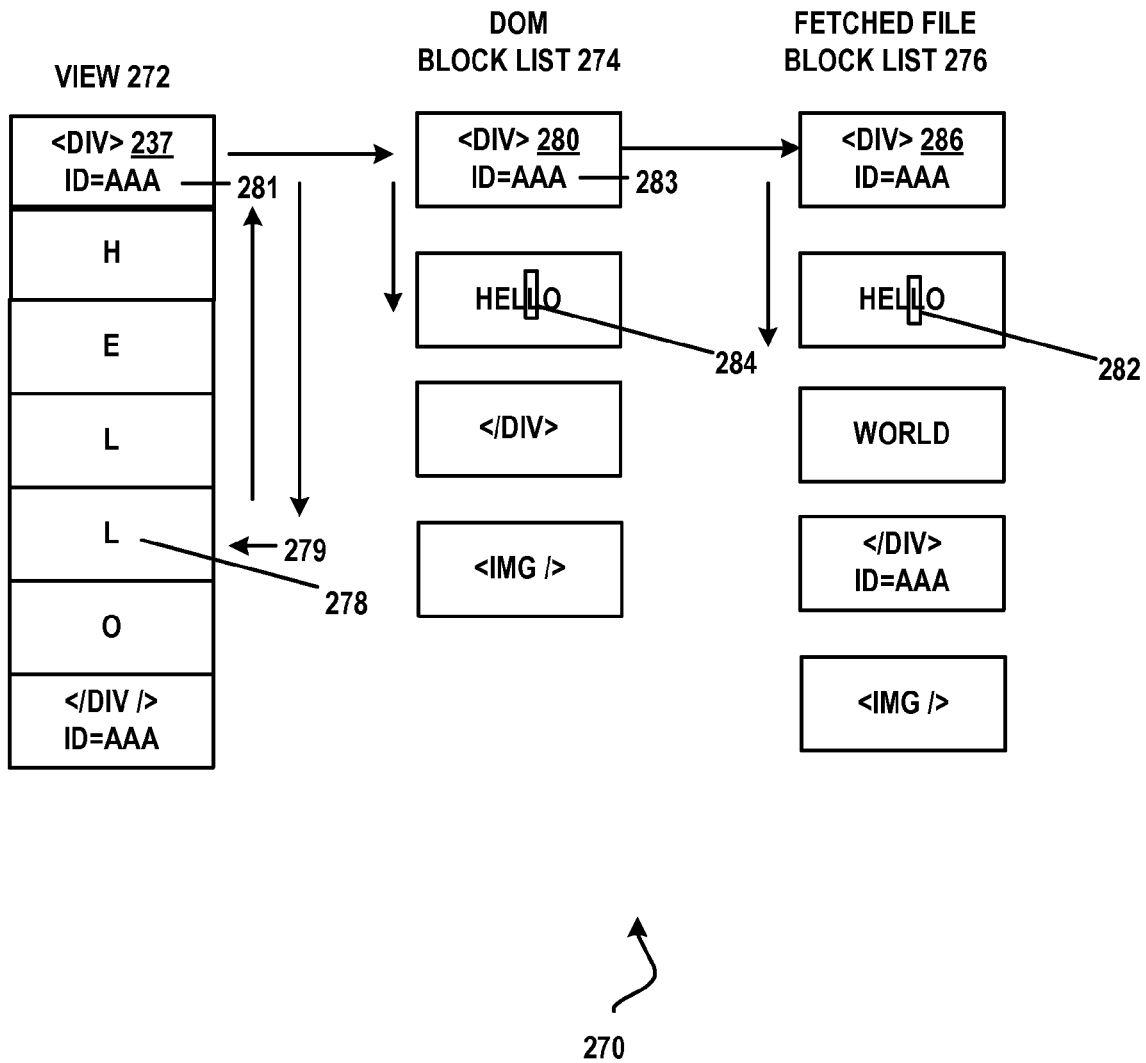 VIEW 272
<DIV> 237
ID=AAA
281
H
E
L
L
279
278
O
</DIV />
ID=AAA
DOM
BLOCK LIST 274
<DIV> 280
ID=AAA
283
HELLO
284
</DIV>
<IMG />
FETCHED FILE
BLOCK LIST 276
<DIV> 286
ID=AAA
HELLO
282
WORLD
</DIV>
ID=AAA
<IMG />
270